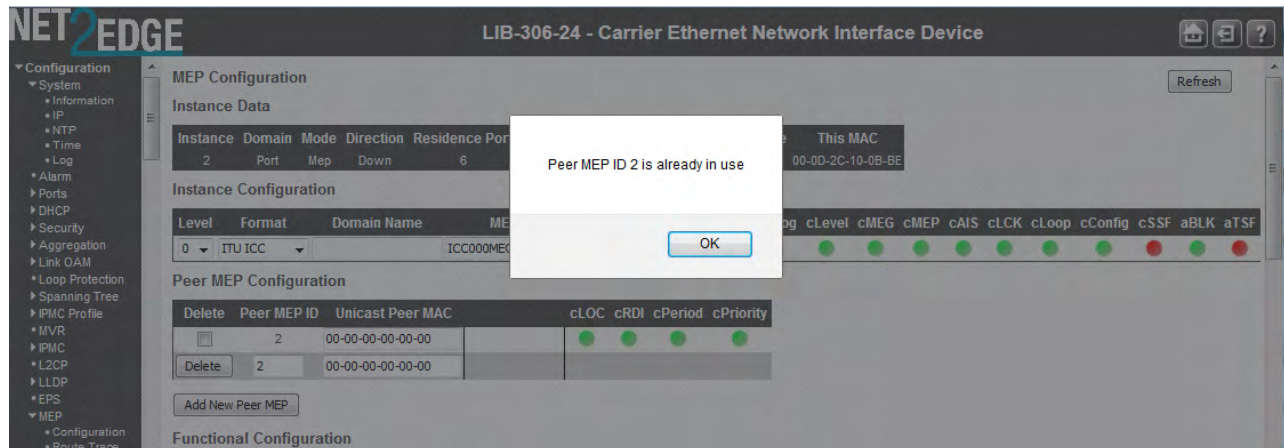 NET2EDGE
LIB-306-24 - Carrier Ethernet Network Interface Device
?
Configuration
System
Information
IP
NTP
Time
Log
Alarm
Ports
DHCP
Security
Aggregation
Link OAM
Loop Protection
Spanning Tree
IPMC Profile
MVR
IPMC
L2CP
LLDP
EPS
MEP
Configuration
Route Trace
MEP Configuration
Refresh
Instance Data
Instance Domain Mode Direction Residence Por This MAC
2 Port Mep Down 6 00-0D-2C-10-0B-BE
Peer MEP ID 2 is already in use
OK
Instance Configuration
Level Format Domain Name ME cLevel cMEG cMEP cAIS cLCK cLoop cConfig cSSF aBLK aTSF
0 ITU ICC ICC000MEG
Peer MEP Configuration
Delete Peer MEP ID Unicast Peer MAC cLOC cRDI cPeriod cPriority
2 00-00-00-00-00-00
Delete 2 00-00-00-00-00-00
Add New Peer MEP
Functional Configuration